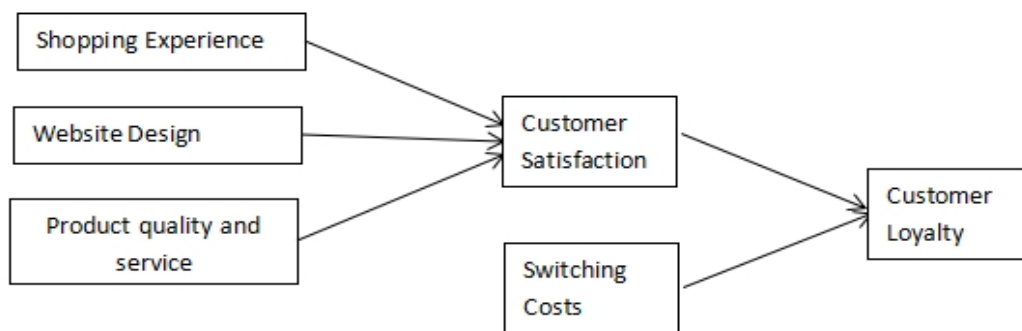 Shopping Experience
Website Design
Product quality and
service
Customer
Satisfaction
Switching
Costs
Customer
Loyalty